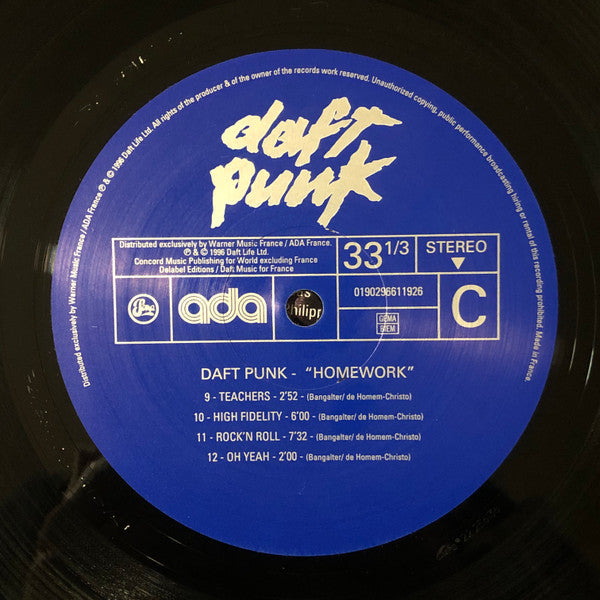 Distributed exclusively by Warner Music France / ADA France ℗ & © 1996 Daft Life Ltd. All rights of the producer & of the owner of the records work reserved. Unauthorized copying, public performance broadcasting hiring or rental of this recording prohibited. Made in France.
daft
punk
Distributed exclusively by Warner Music France / ADA France.
℗ & © 1996 Daft Life Ltd.
Concord Music Publishing for World excluding France
Delabel Editions / Daft Music for France
33 1/3
STEREO
ada
0190296611926
GEMA
BIEM
C
DAFT PUNK - “HOMEWORK”
9 - TEACHERS - 2'52 - (Bangalter/ de Homem-Christo)
10 - HIGH FIDELITY - 6'00 - (Bangalter/ de Homem-Christo)
11 - ROCK'N ROLL - 7'32 - (Bangalter/ de Homem-Christo)
12 - OH YEAH - 2'00 - (Bangalter/ de Homem-Christo)